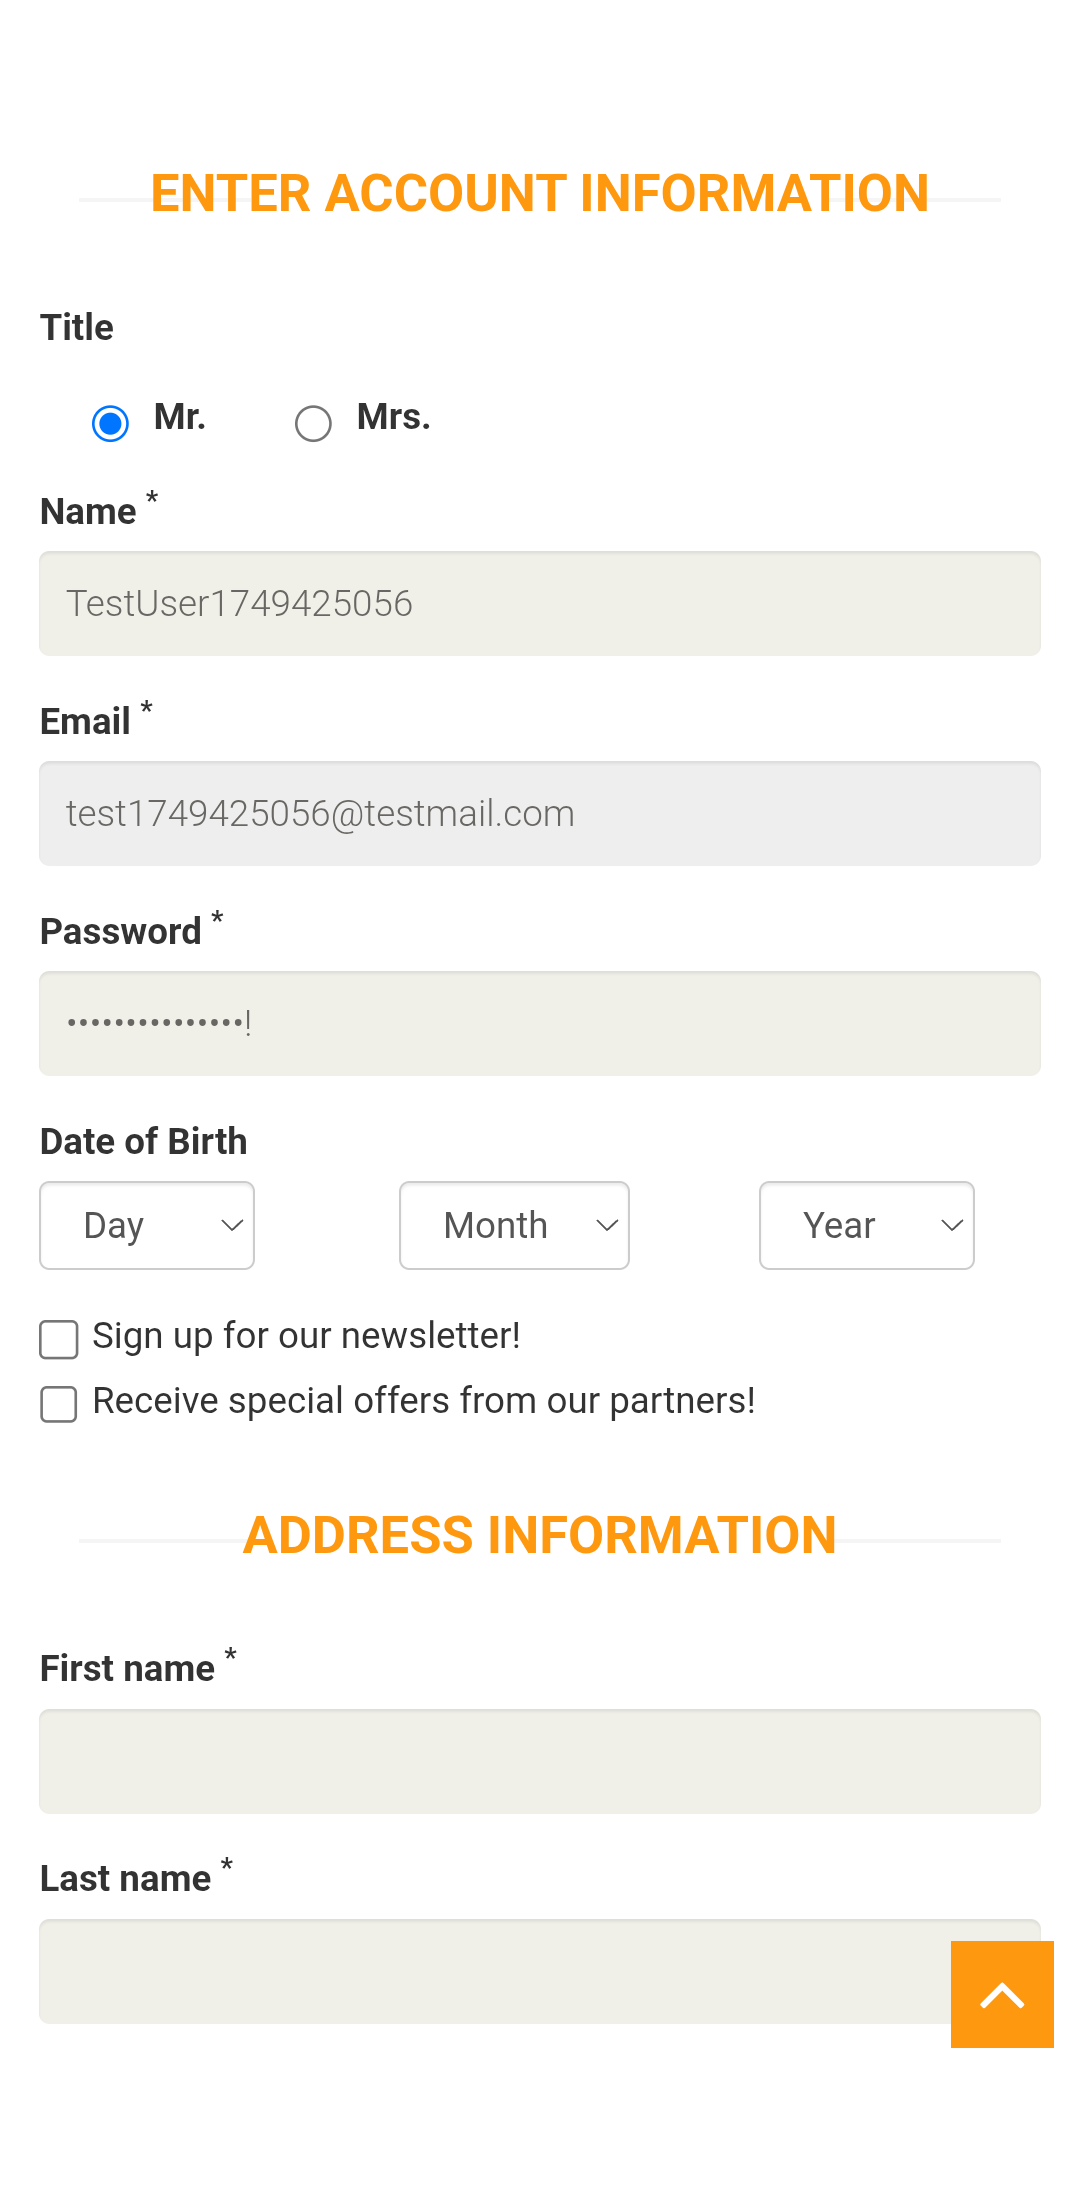 ENTER ACCOUNT INFORMATION
Title
Mr. Mrs.
Name *
TestUser1749425056
Email *
test1749425056@testmail.com
Password *
•••••••••••••••!
Date of Birth
Day Month Year
Sign up for our newsletter!
Receive special offers from our partners!
ADDRESS INFORMATION
First name *
Last name *